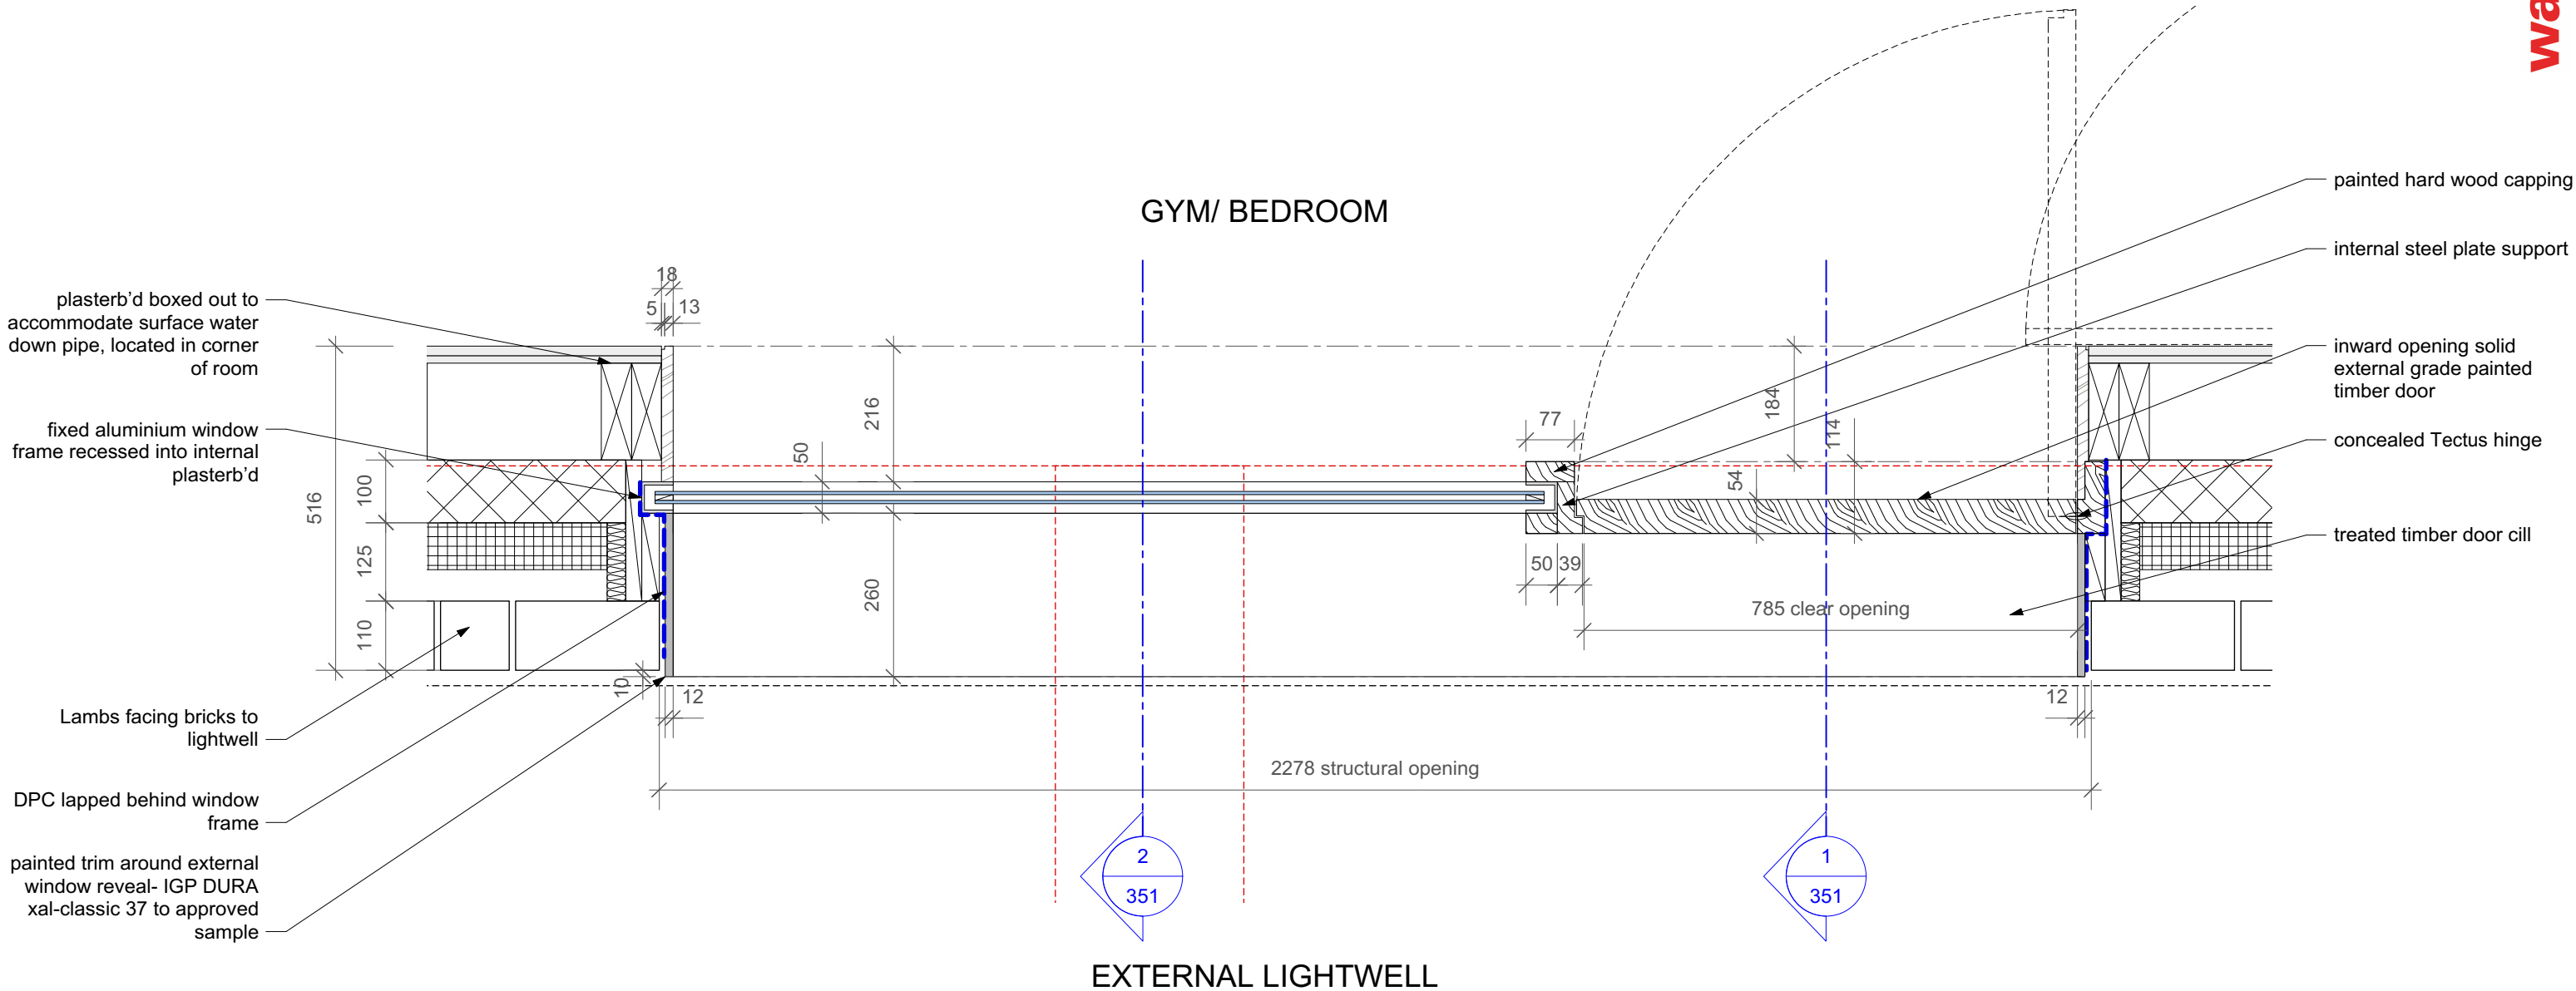 wa
GYM/ BEDROOM
painted hard wood capping
internal steel plate support
inward opening solid
external grade painted
timber door
concealed Tectus hinge
treated timber door cill
plasterb'd boxed out to
accommodate surface water
down pipe, located in corner
of room
fixed aluminium window
frame recessed into internal
plasterb'd
Lambs facing bricks to
lightwell
DPC lapped behind window
frame
painted trim around external
window reveal- IGP DURA
xal-classic 37 to approved
sample
18
5
13
516
100
125
110
10
12
216
50
260
77
184
114
54
50
39
785 clear opening
12
2278 structural opening
2
351
1
351
EXTERNAL LIGHTWELL